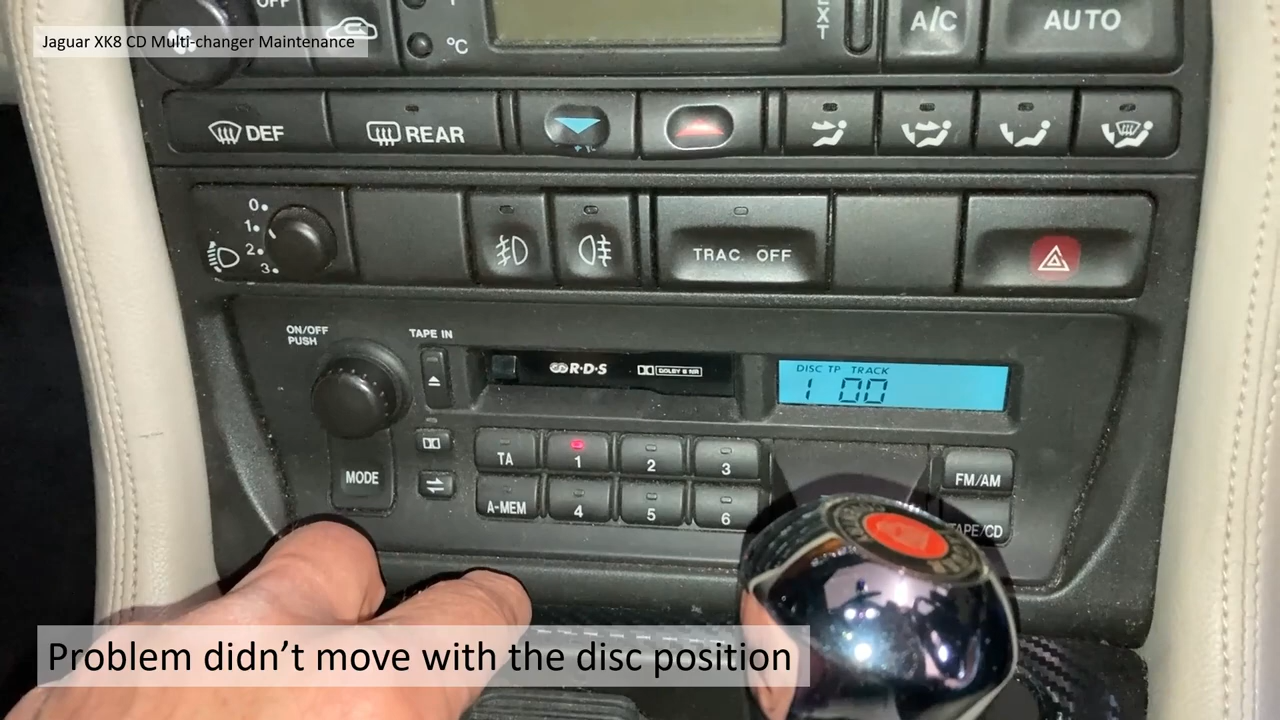 OFF
Jaguar XK8 CD Multi-changer Maintenance
°C
EXT
A/C
AUTO
DEF
REAR
0
1
2
3
TRAC. OFF
ON/OFF
PUSH
TAPE IN
R·D·S
DOLBY B NR
DISC TP TRACK
1 00
MODE
TA
1
2
3
FM/AM
A-MEM
4
5
6
TAPE/CD
Problem didn't move with the disc position